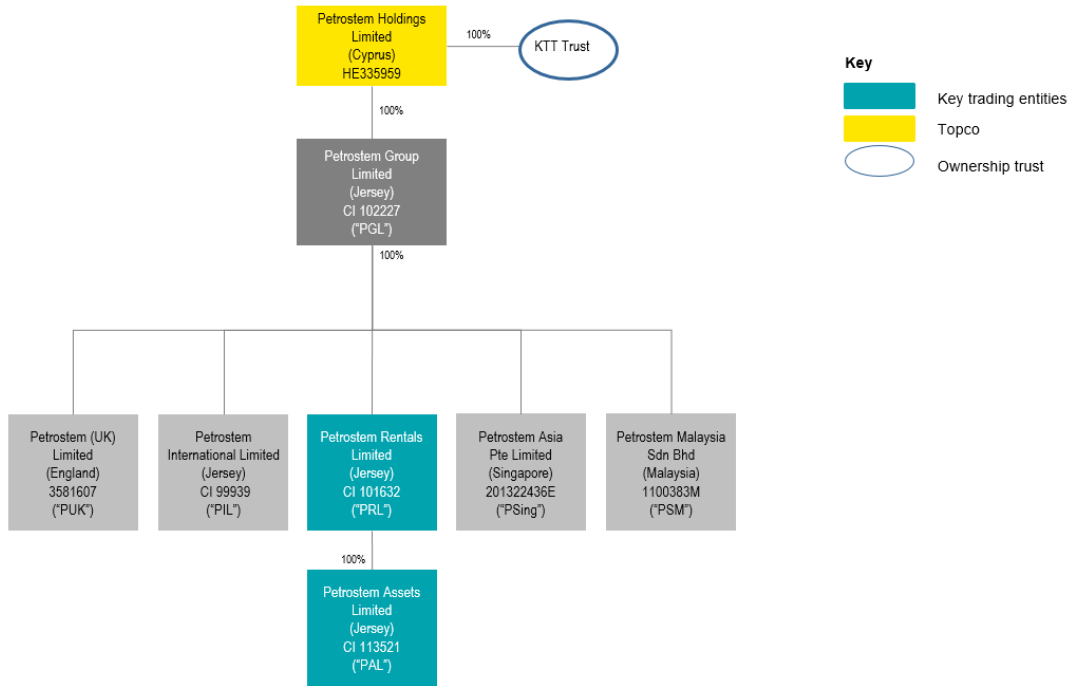 Petrostem Holdings
Limited
(Cyprus)
HE335959
100%
KTT Trust
Key
Key trading entities
Topco
Ownership trust
100%
Petrostem Group
Limited
(Jersey)
CI 102227
("PGL")
100%
Petrostem (UK)
Limited
(England)
3581607
("PUK")
Petrostem
International Limited
(Jersey)
CI 99939
("PIL")
Petrostem Rentals
Limited
(Jersey)
CI 101632
("PRL")
Petrostem Asia
Pte Limited
(Singapore)
201322436E
("PSing")
Petrostem Malaysia
Sdn Bhd
(Malaysia)
1100383M
("PSM")
100%
Petrostem Assets
Limited
(Jersey)
CI 113521
("PAL")